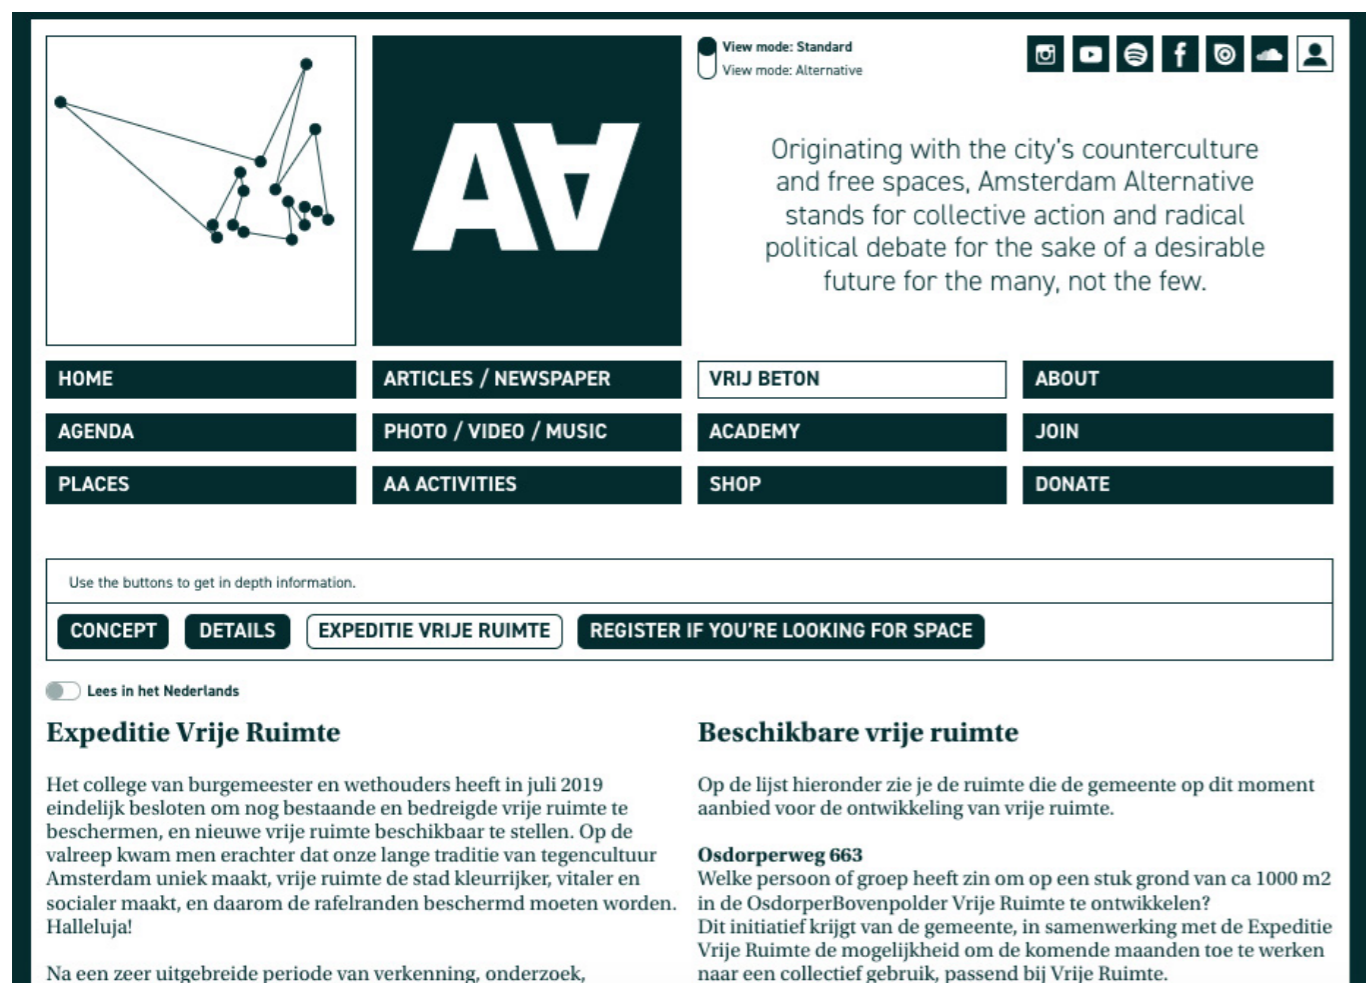 AA
View mode: Standard
View mode: Alternative
Originating with the city's counterculture
and free spaces, Amsterdam Alternative
stands for collective action and radical
political debate for the sake of a desirable
future for the many, not the few.
HOME
ARTICLES / NEWSPAPER
VRIJ BETON
ABOUT
AGENDA
PHOTO / VIDEO / MUSIC
ACADEMY
JOIN
PLACES
AA ACTIVITIES
SHOP
DONATE
Use the buttons to get in depth information.
CONCEPT
DETAILS
EXPEDITIE VRIJE RUIMTE
REGISTER IF YOU'RE LOOKING FOR SPACE
Lees in het Nederlands
Expeditie Vrije Ruimte
Het college van burgemeester en wethouders heeft in juli 2019
eindelijk besloten om nog bestaande en bedreigde vrije ruimte te
beschermen, en nieuwe vrije ruimte beschikbaar te stellen. Op de
valreep kwam men erachter dat onze lange traditie van tegencultuur
Amsterdam uniek maakt, vrije ruimte de stad kleurrijker, vitaler en
socialer maakt, en daarom de rafelranden beschermd moeten worden.
Halleluja!
Na een zeer uitgebreide periode van verkenning, onderzoek,
Beschikbare vrije ruimte
Op de lijst hieronder zie je de ruimte die de gemeente op dit moment
aanbied voor de ontwikkeling van vrije ruimte.
Osdorperweg 663
Welke persoon of groep heeft zin om op een stuk grond van ca 1000 m2
in de OsdorperBovenpolder Vrije Ruimte te ontwikkelen?
Dit initiatief krijgt van de gemeente, in samenwerking met de Expeditie
Vrije Ruimte de mogelijkheid om de komende maanden toe te werken
naar een collectief gebruik, passend bij Vrije Ruimte.